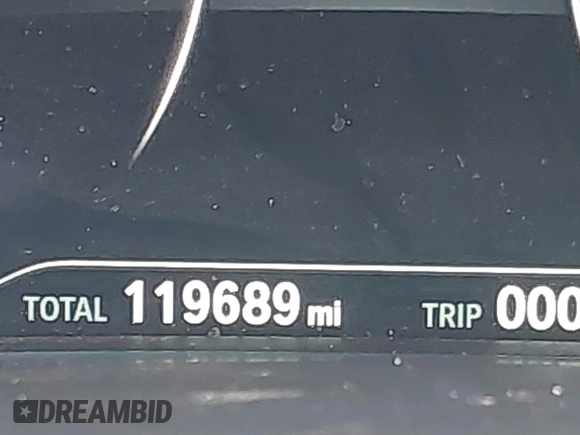 TOTAL 119689 mi TRIP 000
DREAMBID